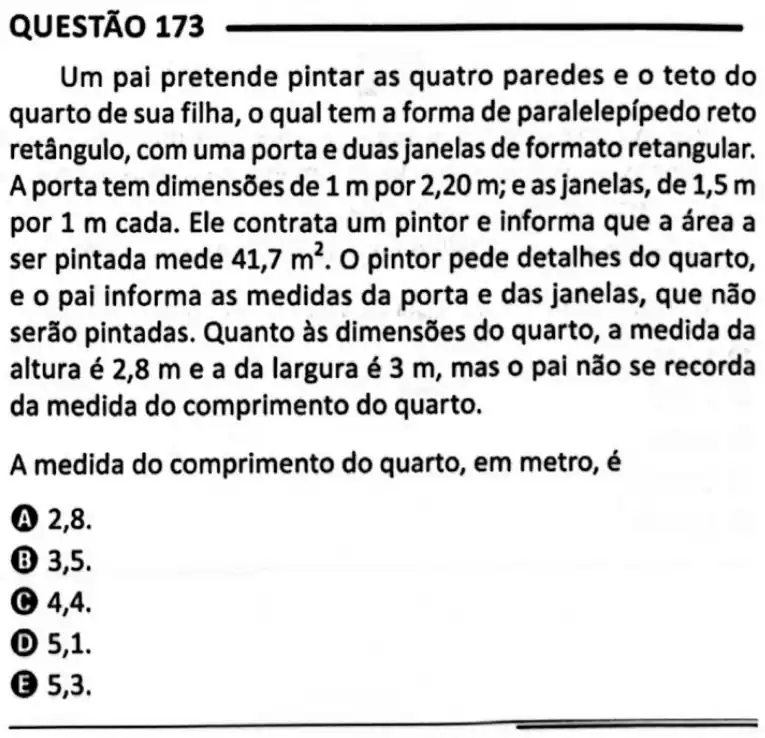 QUESTÃO 173
Um pai pretende pintar as quatro paredes e o teto do
quarto de sua filha, o qual tem a forma de paralelepípedo reto
retângulo, com uma porta e duas janelas de formato retangular.
A porta tem dimensões de 1 m por 2,20 m; e as janelas, de 1,5 m
por 1 m cada. Ele contrata um pintor e informa que a área a
ser pintada mede 41,7 m². O pintor pede detalhes do quarto,
e o pai informa as medidas da porta e das janelas, que não
serão pintadas. Quanto às dimensões do quarto, a medida da
altura é 2,8 m e a da largura é 3 m, mas o pai não se recorda
da medida do comprimento do quarto.
A medida do comprimento do quarto, em metro, é
A 2,8.
B 3,5.
C 4,4.
D 5,1.
E 5,3.